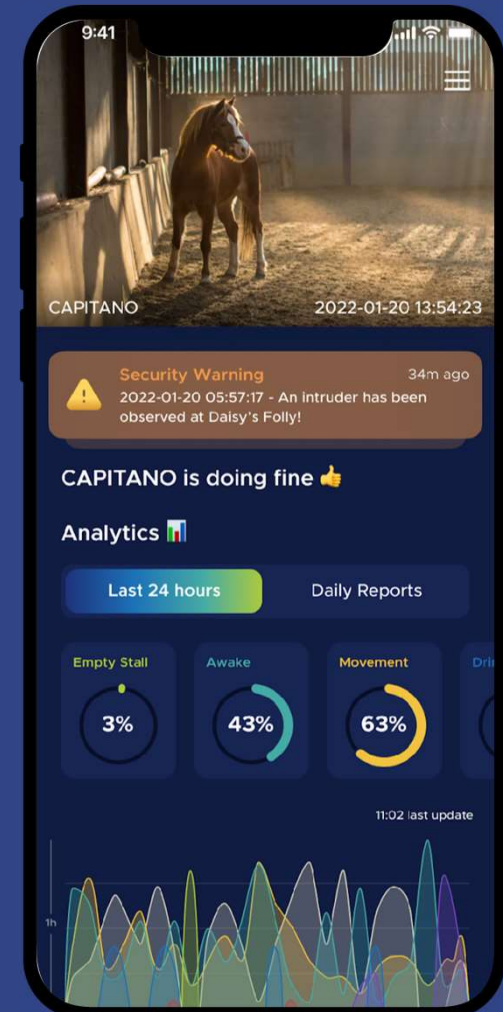 9:41
CAPITANO
2022-01-20 13:54:23
Security Warning
34m ago
2022-01-20 05:57:17 - An intruder has been
observed at Daisy's Folly!
CAPITANO is doing fine 👍
Analytics 📊
Last 24 hours
Daily Reports
Empty Stall
Awake
Movement
Dri
3%
43%
63%
11:02 last update
1h